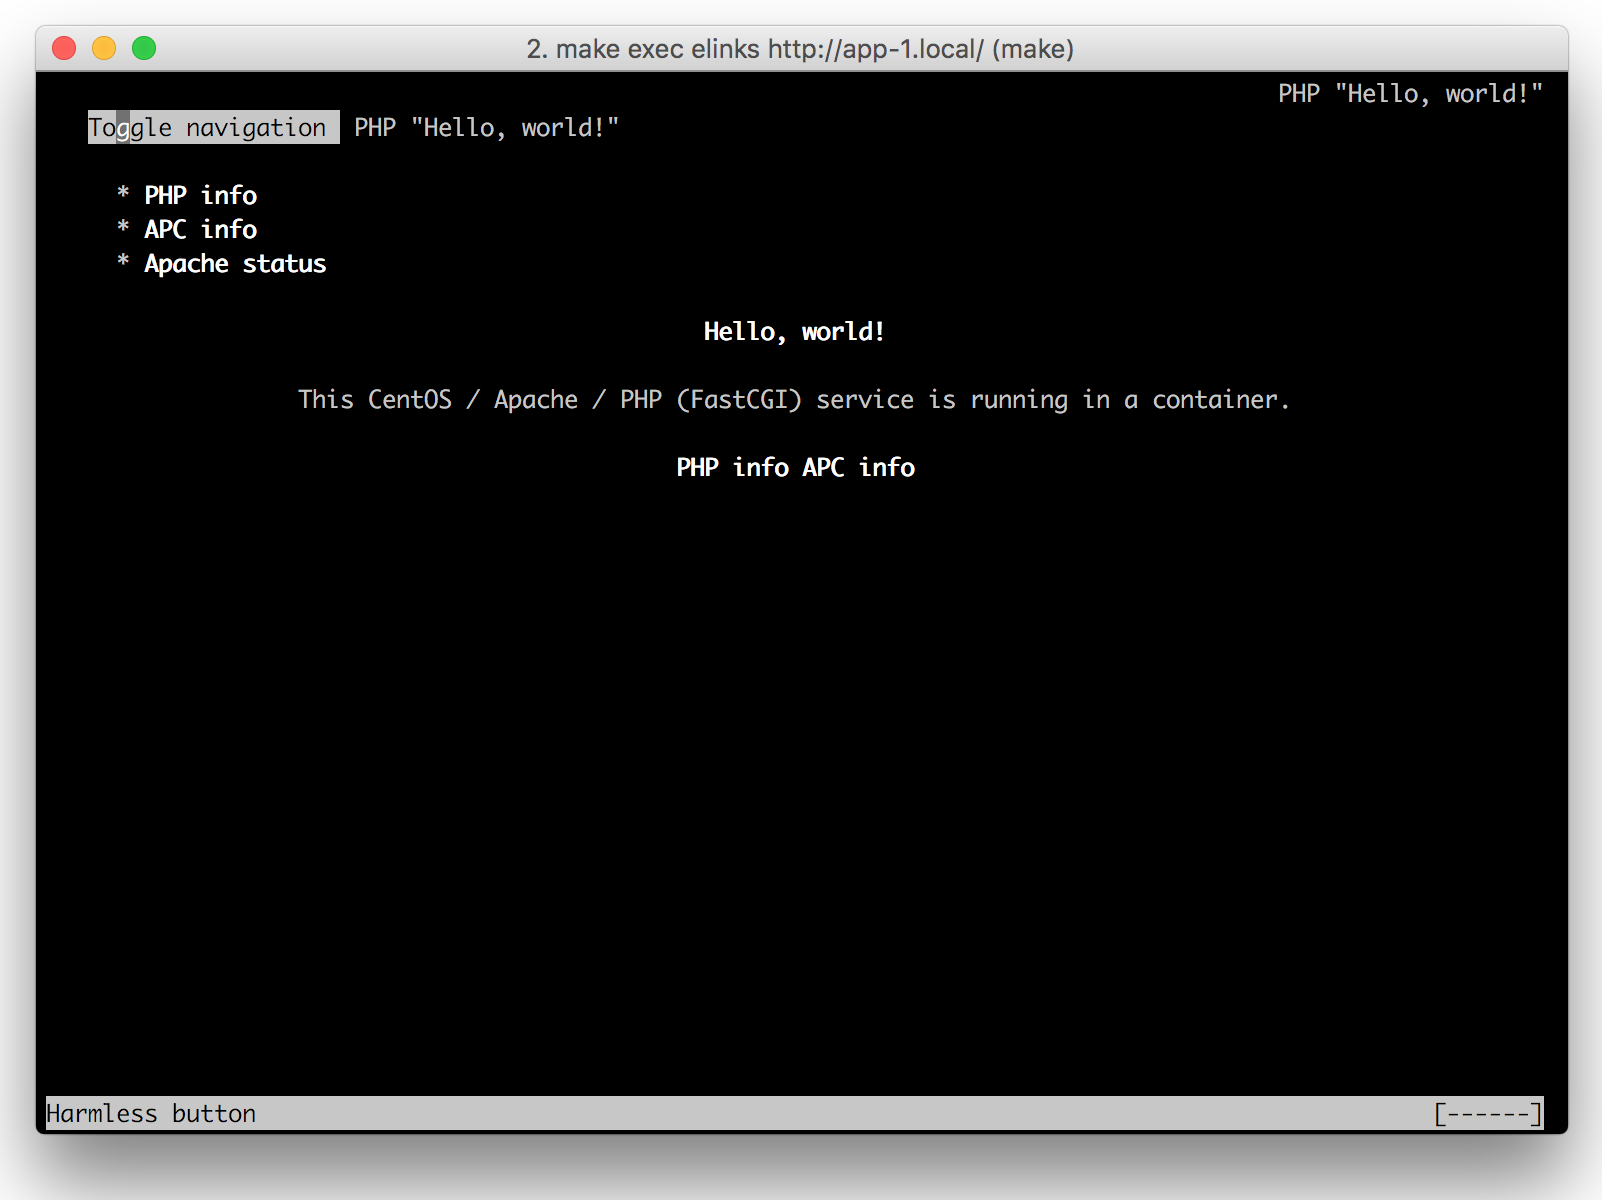 2. make exec elinks http://app-1.local/ (make)
PHP "Hello, world!"
Toggle navigation PHP "Hello, world!"
* PHP info
* APC info
* Apache status
Hello, world!
This CentOS / Apache / PHP (FastCGI) service is running in a container.
PHP info APC info
Harmless button [------]